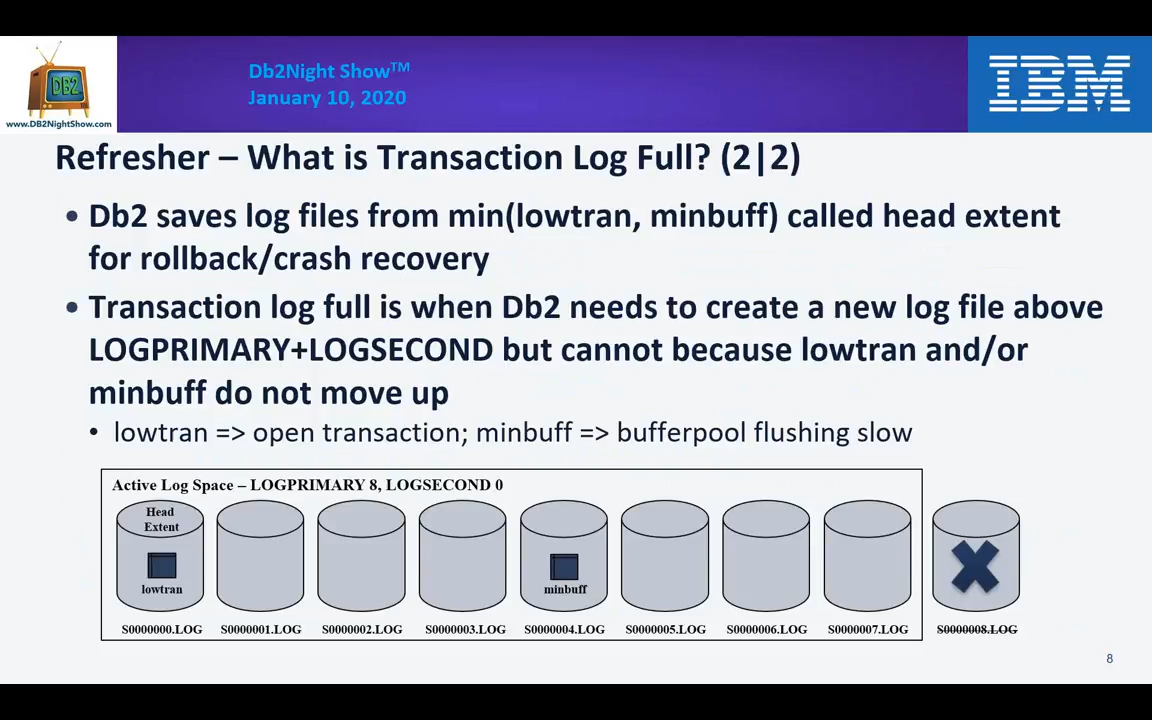 DB2
www.DB2NightShow.com
Db2Night Show™
January 10, 2020
IBM
Refresher – What is Transaction Log Full? (2|2)
• Db2 saves log files from min(lowtran, minbuff) called head extent
for rollback/crash recovery
• Transaction log full is when Db2 needs to create a new log file above
LOGPRIMARY+LOGSECOND but cannot because lowtran and/or
minbuff do not move up
• lowtran => open transaction; minbuff => bufferpool flushing slow
Active Log Space – LOGPRIMARY 8, LOGSECOND 0
Head
Extent
lowtran
minbuff
S0000000.LOG S0000001.LOG S0000002.LOG S0000003.LOG S0000004.LOG S0000005.LOG S0000006.LOG S0000007.LOG S0000008.LOG
8